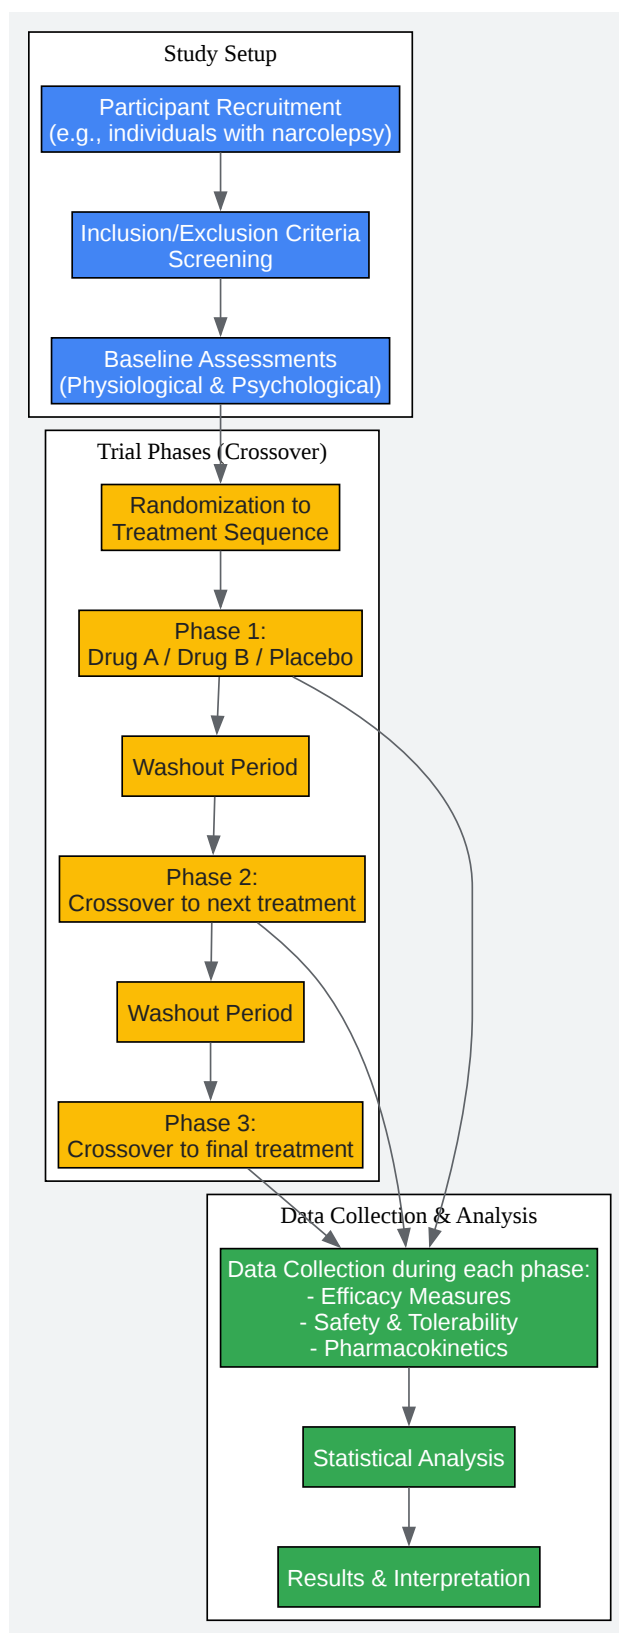 Study Setup
Participant Recruitment
(e.g., individuals with narcolepsy)
Inclusion/Exclusion Criteria
Screening
Baseline Assessments
(Physiological & Psychological)
Trial Phases (Crossover)
Randomization to
Treatment Sequence
Phase 1:
Drug A / Drug B / Placebo
Washout Period
Phase 2:
Crossover to next treatment
Washout Period
Phase 3:
Crossover to final treatment
Data Collection & Analysis
Data Collection during each phase:
- Efficacy Measures
- Safety & Tolerability
- Pharmacokinetics
Statistical Analysis
Results & Interpretation